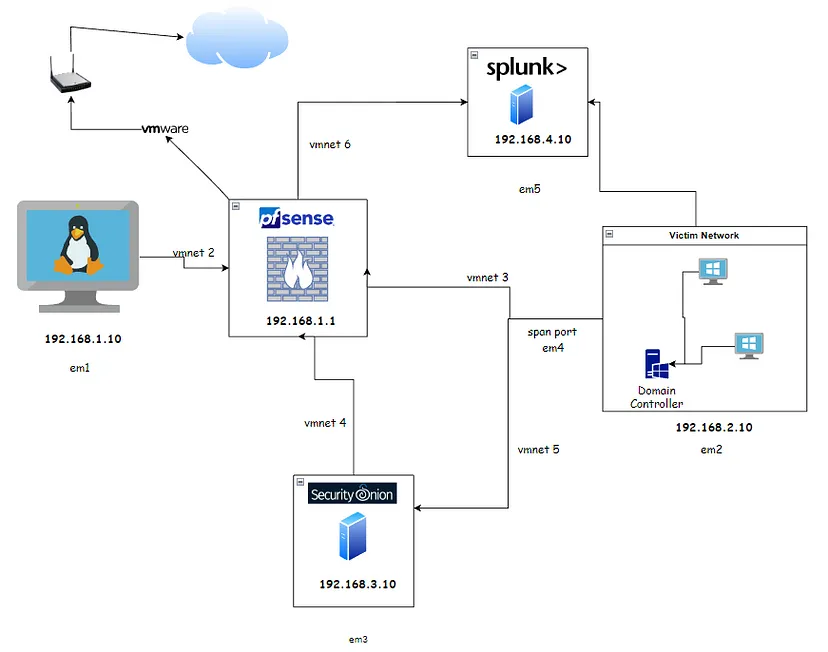 splunk>
192.168.4.10
em5
vmware
vmnet 6
pfsense
192.168.1.1
vmnet 2
192.168.1.10
em1
Victim Network
vmnet 3
span port
em4
Domain
Controller
192.168.2.10
em2
vmnet 4
vmnet 5
Security Onion
192.168.3.10
em3